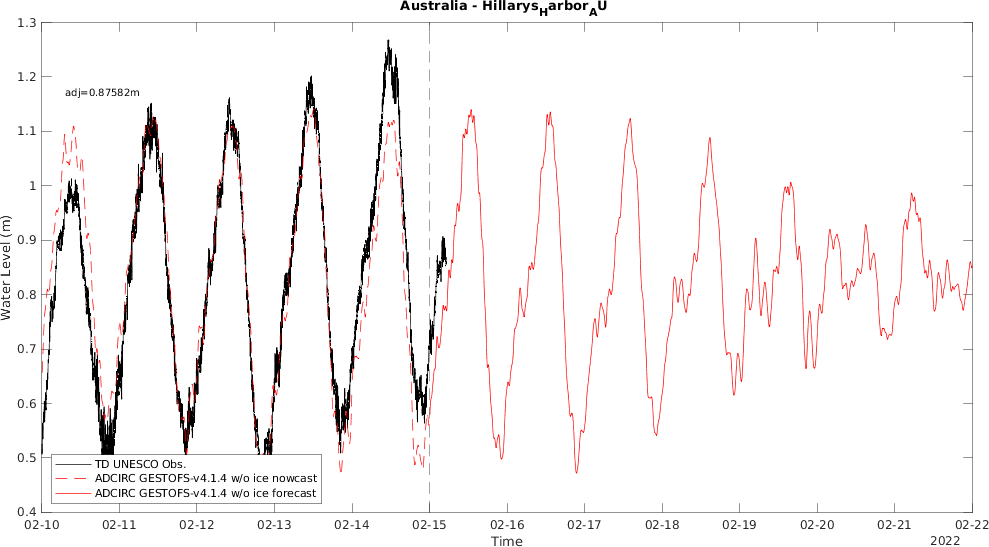 Australia - HillarysHarborAU
1.3
1.2
adj=0.87582m
1.1
1
0.9
Water Level (m)
0.8
0.7
0.6
0.5
TD UNESCO Obs.
ADCIRC GESTOFS-v4.1.4 w/o ice nowcast
ADCIRC GESTOFS-v4.1.4 w/o ice forecast
0.4
02-10 02-11 02-12 02-13 02-14 02-15 02-16 02-17 02-18 02-19 02-20 02-21 02-22
Time
2022